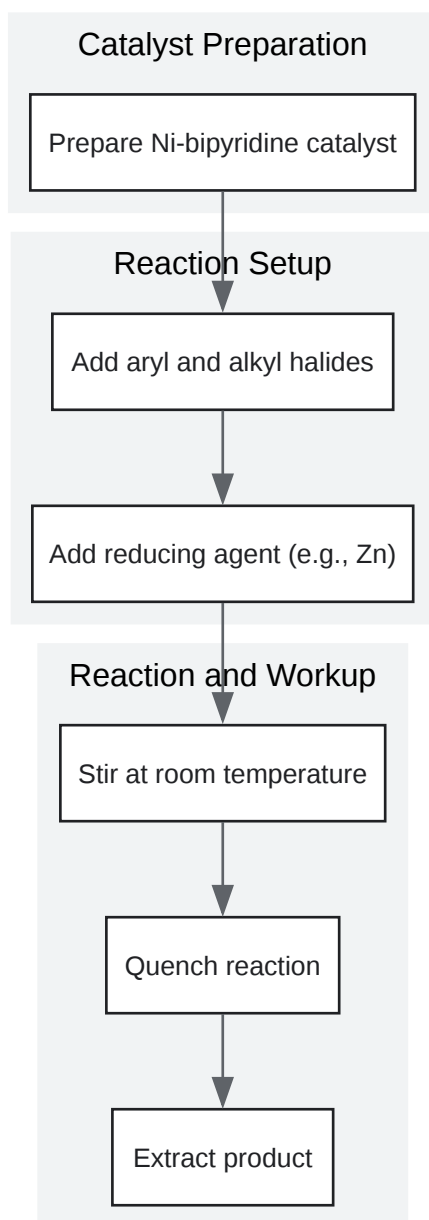 Catalyst Preparation
Prepare Ni-bipyridine catalyst
Reaction Setup
Add aryl and alkyl halides
Add reducing agent (e.g., Zn)
Reaction and Workup
Stir at room temperature
Quench reaction
Extract product